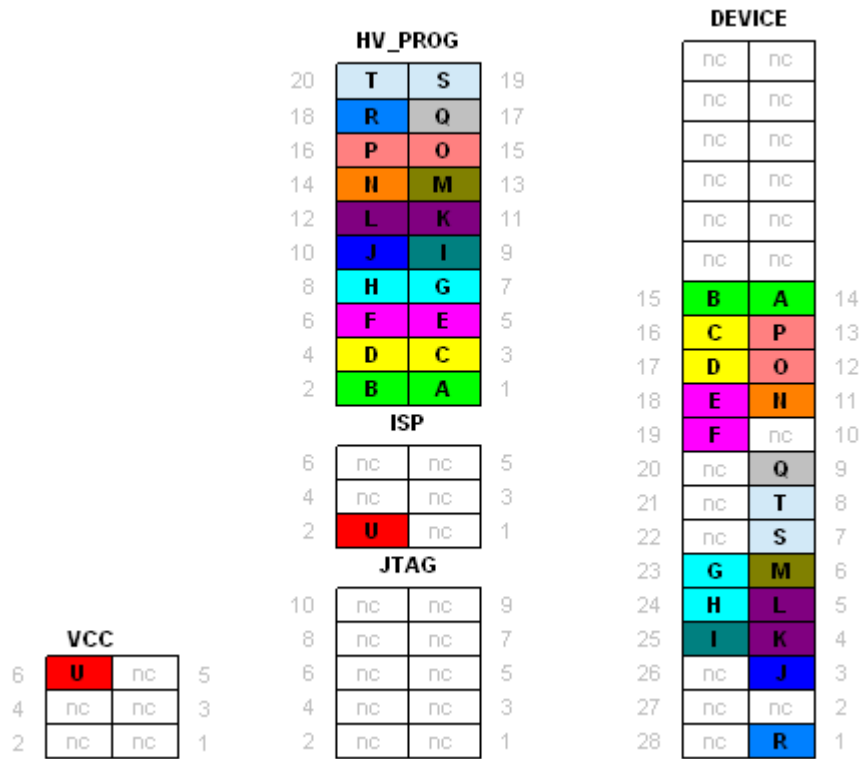 DEVICE
HV_PROG
nc nc
20 T S 19
nc nc
18 R Q 17
nc nc
16 P O 15
nc nc
14 N M 13
nc nc
12 L K 11
nc nc
10 J I 9
8 H G 7
15 B A 14
6 F E 5
16 C P 13
4 D C 3
17 D O 12
2 B A 1
18 E N 11
ISP
19 F nc 10
6 nc nc 5
20 nc Q 9
4 nc nc 3
21 nc T 8
2 U nc 1
22 nc S 7
JTAG
23 G M 6
10 nc nc 9
24 H L 5
8 nc nc 7
25 I K 4
VCC
6 U nc 5
6 nc nc 5
26 nc J 3
4 nc nc 3
4 nc nc 3
27 nc nc 2
2 nc nc 1
2 nc nc 1
28 nc R 1